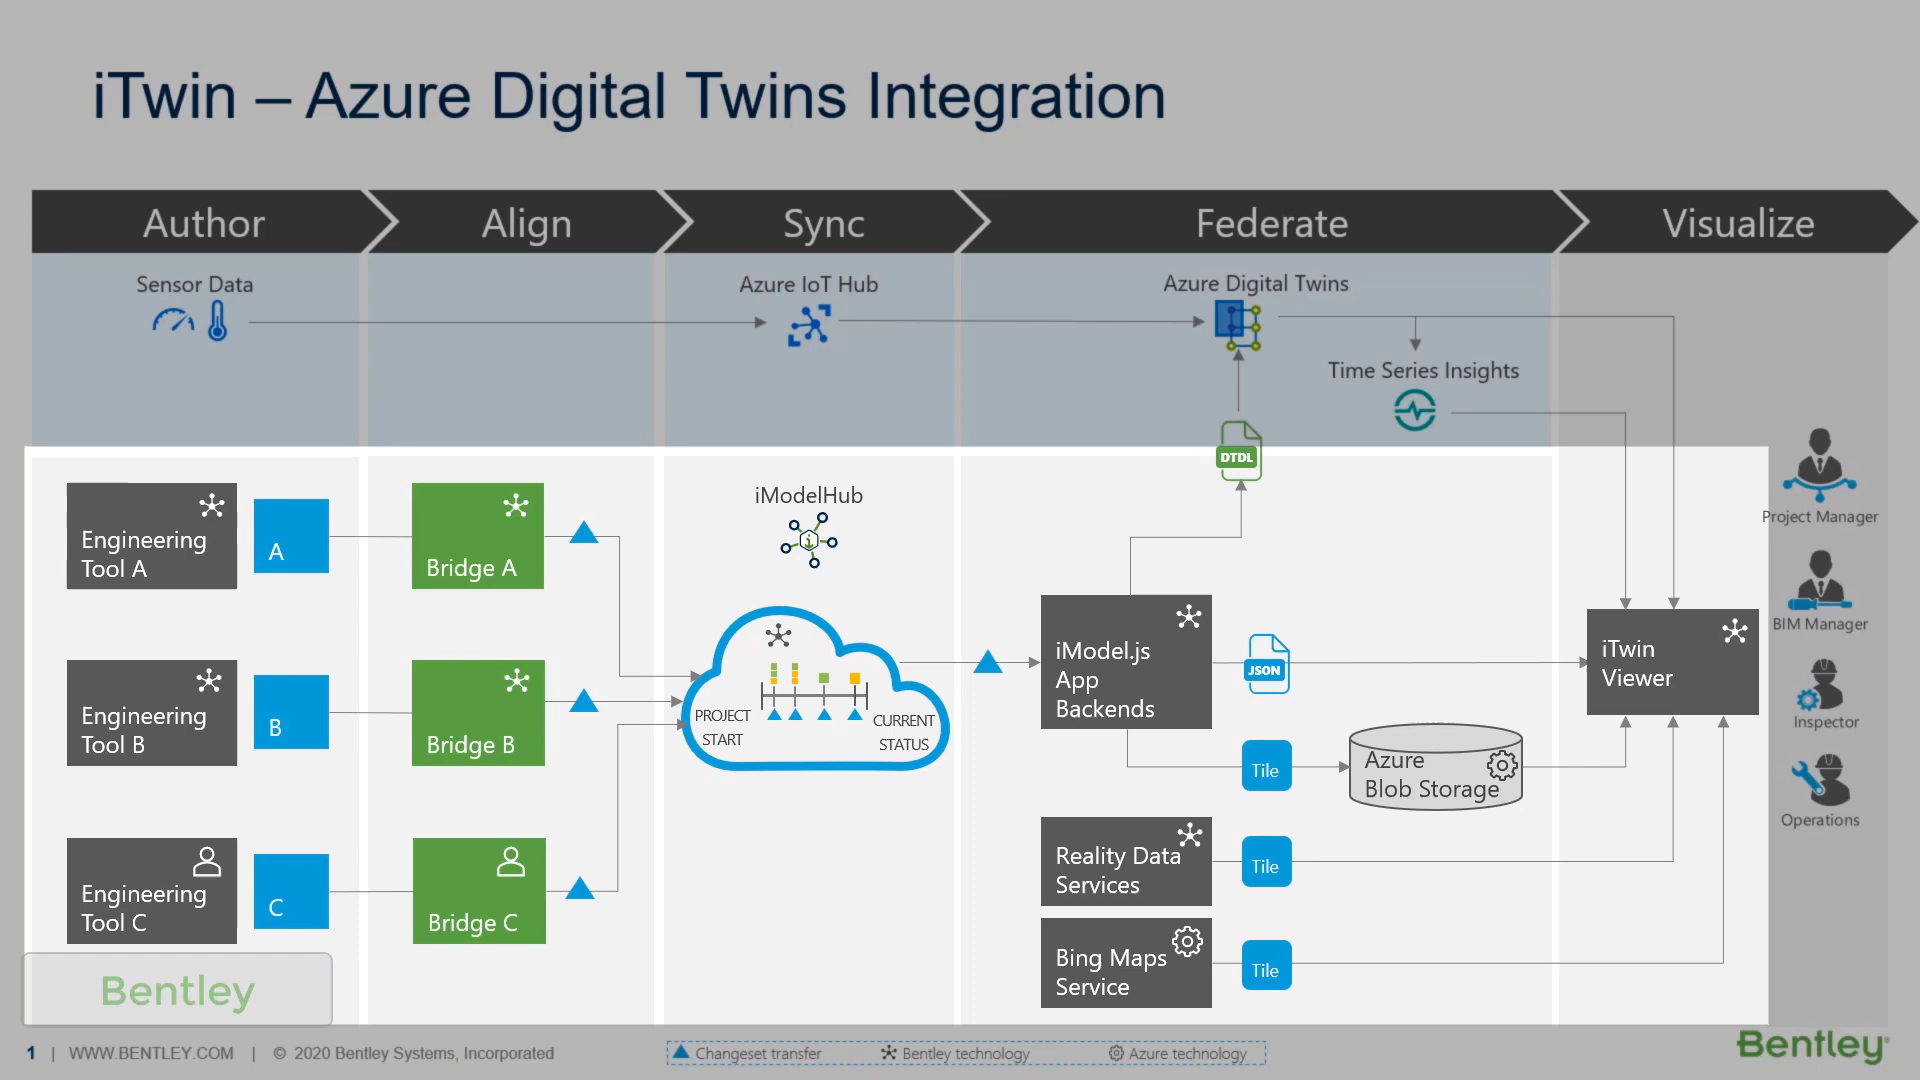 iTwin – Azure Digital Twins Integration
Author
Align
Sync
Federate
Visualize
Sensor Data
Azure IoT Hub
Azure Digital Twins
Time Series Insights
DTDL
Engineering
Tool A
A
Bridge A
iModelHub
Engineering
Tool B
B
Bridge B
PROJECT
START
CURRENT
STATUS
iModel.js
App
Backends
JSON
iTwin
Viewer
Tile
Azure
Blob Storage
Engineering
Tool C
C
Bridge C
Reality Data
Services
Tile
Bing Maps
Service
Tile
Project Manager
BIM Manager
Inspector
Operations
Bentley
1 | WWW.BENTLEY.COM | © 2020 Bentley Systems, Incorporated
Changeset transfer
Bentley technology
Azure technology
Bentley®